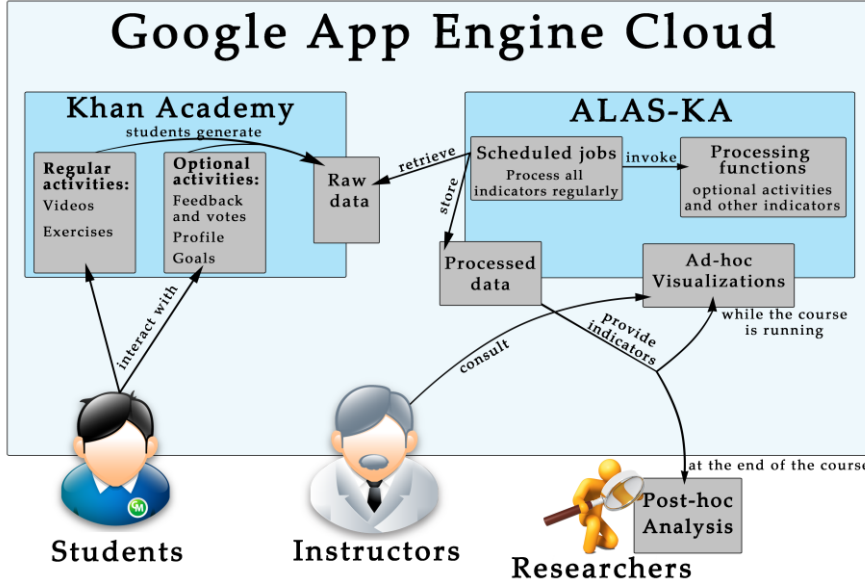 Google App Engine Cloud
Khan Academy
students generate
Regular
activities:
Videos
Exercises
Optional
activities:
Feedback
and votes
Profile
Goals
Raw
data
interact with
Students
ALAS-KA
retrieve
store
Scheduled jobs
Process all
indicators regularly
invoke
Processing
functions
optional activities
and other indicators
Processed
data
Ad-hoc
Visualizations
while the course
is running
provide
indicators
consult
Instructors
at the end of the course
Post-hoc
Analysis
Researchers
GM